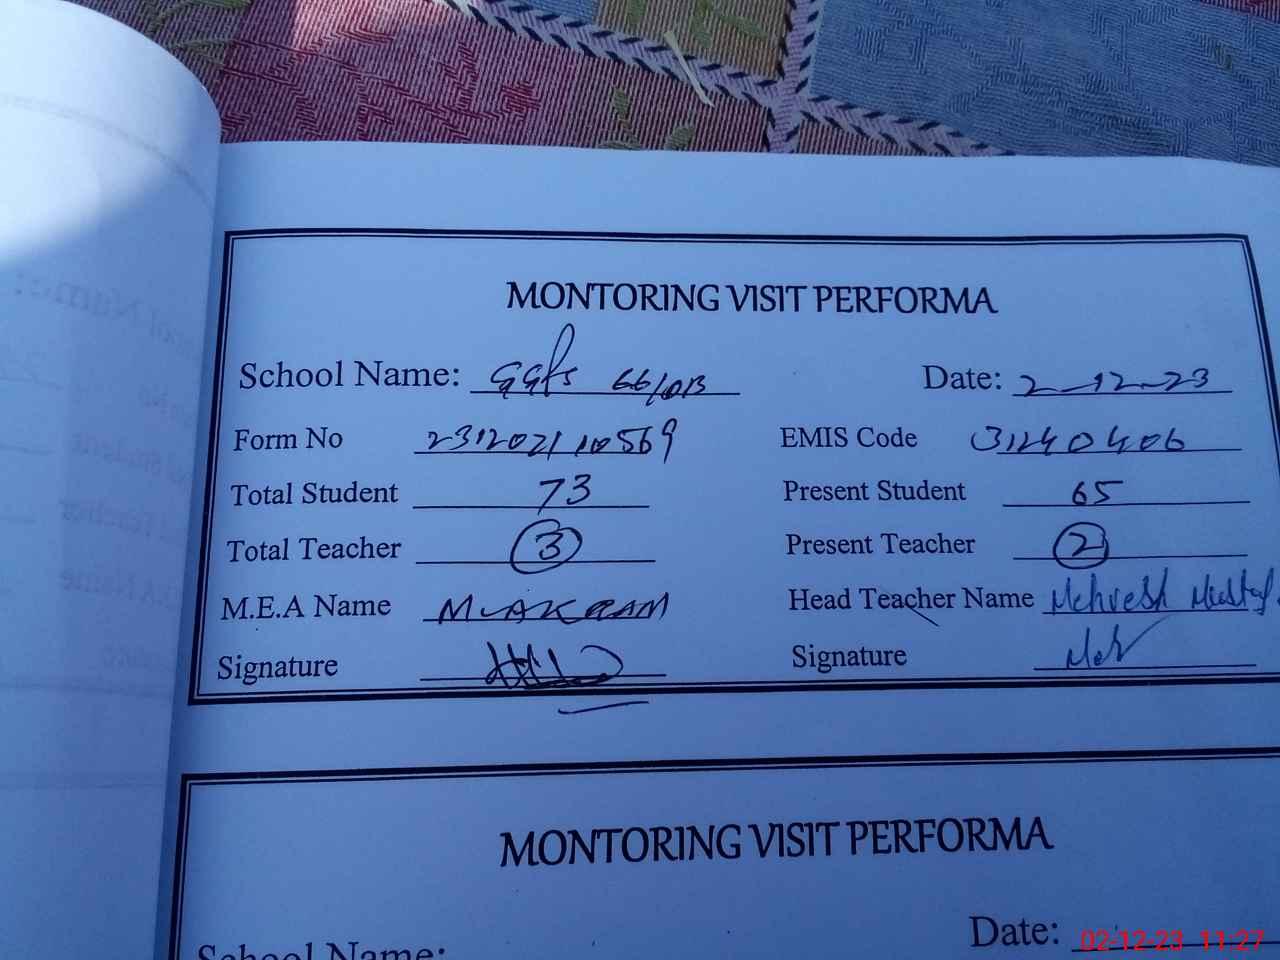 MONTORING VISIT PERFORMA
School Name: GGPS 66/DB Date: 2-12-23
Form No 23120211010569 EMIS Code 31240406
Total Student 73 Present Student 65
Total Teacher 3 Present Teacher 2
M.E.A Name M. AKRAM Head Teacher Name Mehvesh
Signature Signature
MONTORING VISIT PERFORMA
School Name: Date:
02-12-23 11:27